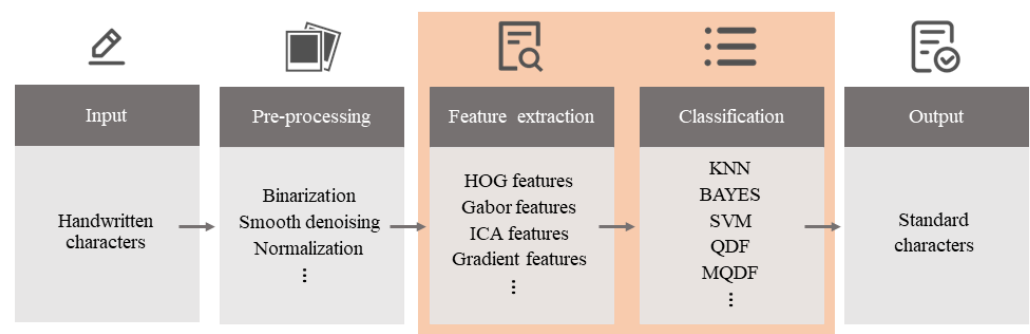 Input
Handwritten
characters
Pre-processing
Binarization
Smooth denoising
Normalization
⋮
Feature extraction
HOG features
Gabor features
ICA features
Gradient features
⋮
Classification
KNN
BAYES
SVM
QDF
MQDF
⋮
Output
Standard
characters